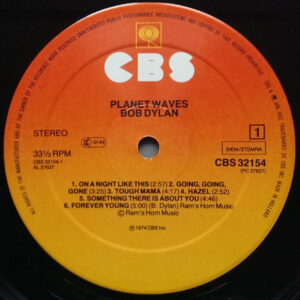 CBS
PLANET WAVES
BOB DYLAN
STEREO
33⅓ RPM
CBS 32154-1
AL 37637
1
BIEM/STEMRA
CBS 32154
(PC 37637)
1. ON A NIGHT LIKE THIS (2:57) 2. GOING, GOING,
GONE (3:25) 3. TOUGH MAMA (4:17) 4. HAZEL (2:52)
5. SOMETHING THERE IS ABOUT YOU (4:46)
6. FOREVER YOUNG (5:00) (B. Dylan) Ram's Horn Music
Ⓒ Ram's Horn Music
℗ 1974 CBS Inc.